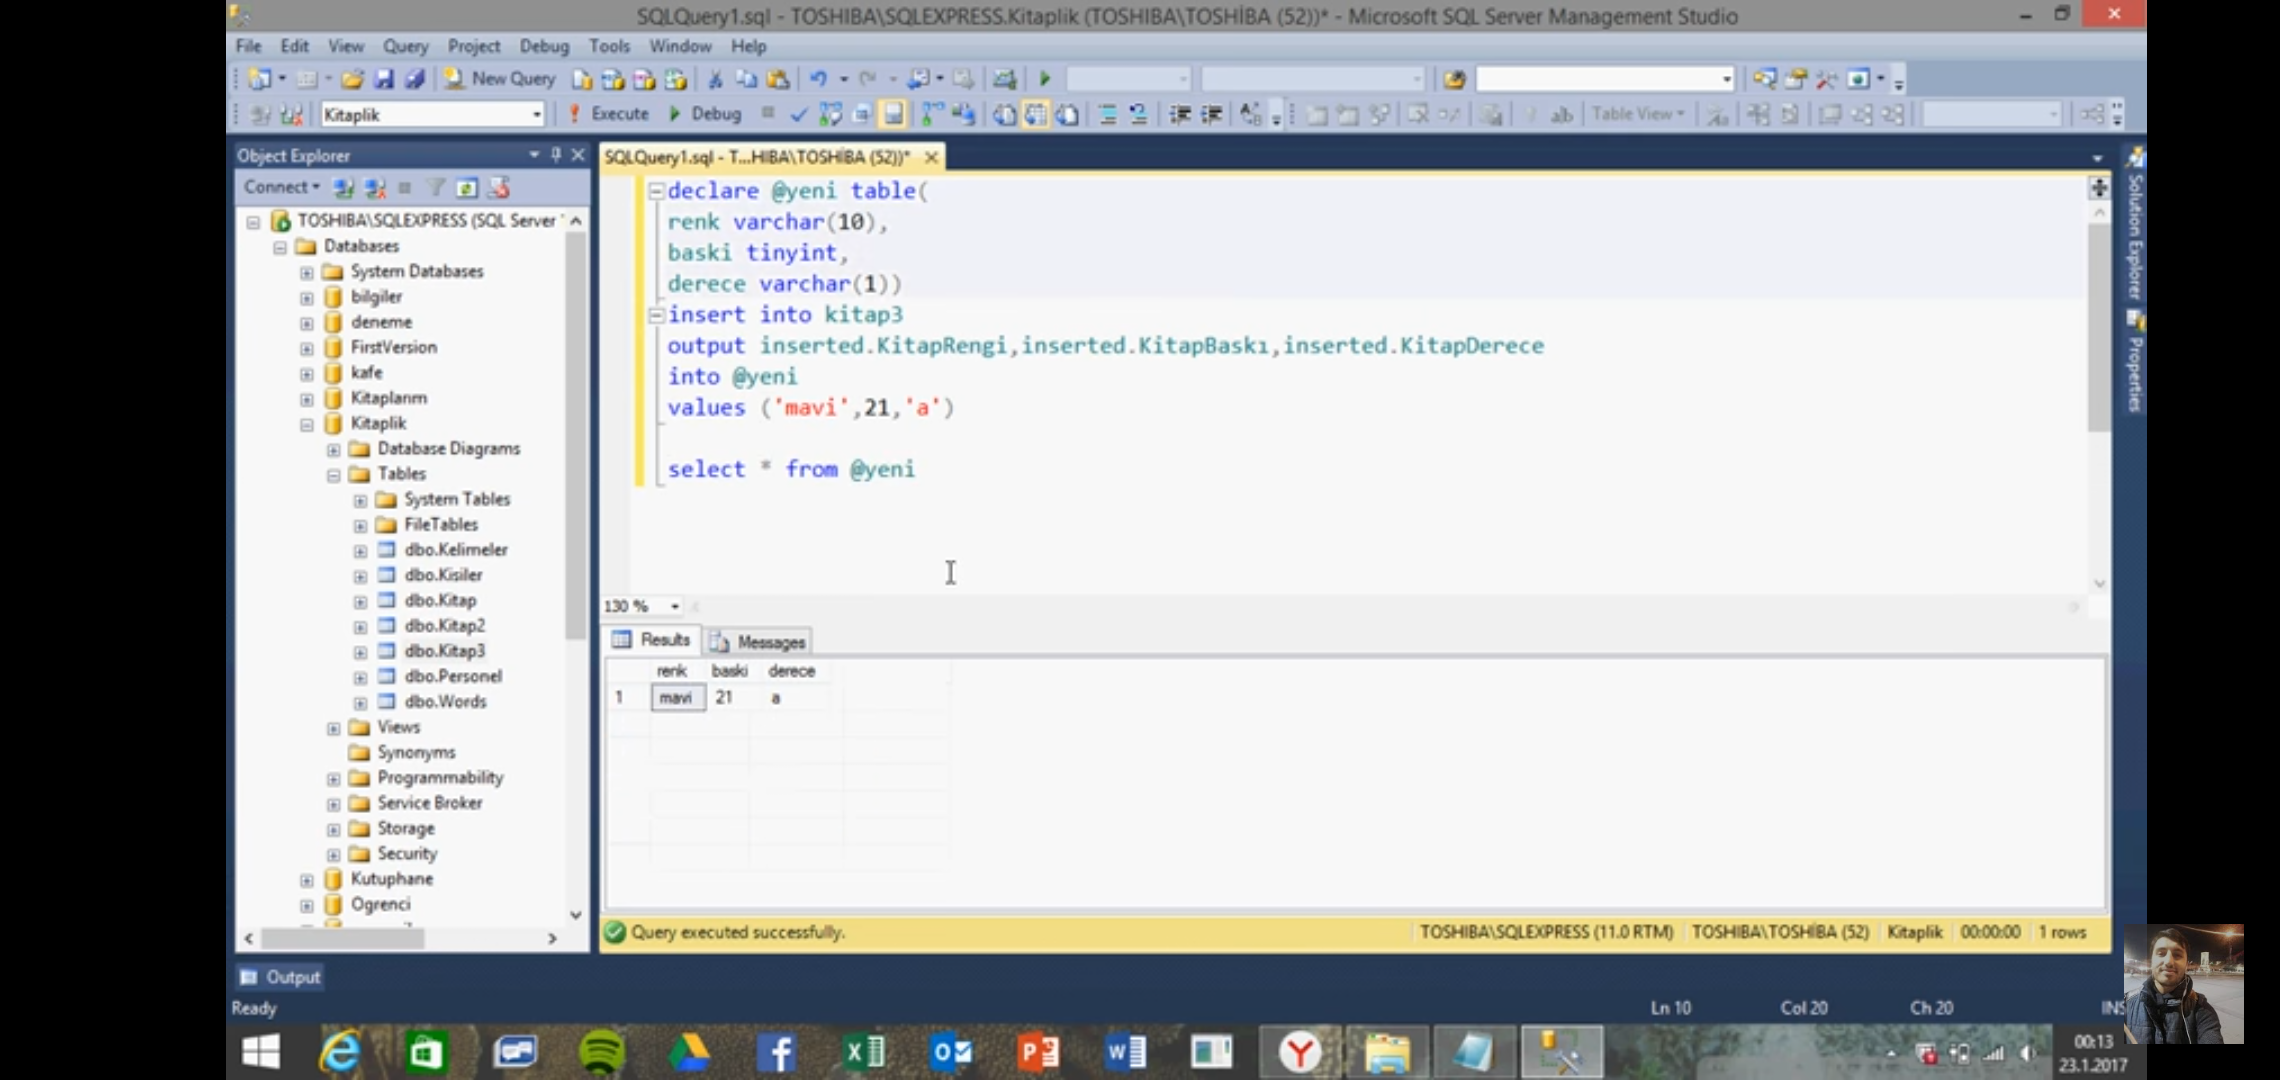 SQLQuery1.sql - TOSHIBA\SQLEXPRESS.Kitaplik (TOSHIBA\TOSHİBA (52))* - Microsoft SQL Server Management Studio
File Edit View Query Project Debug Tools Window Help
New Query
Kitaplik Execute Debug Table View
Object Explorer
Connect
TOSHIBA\SQLEXPRESS (SQL Server
Databases
System Databases
bilgiler
deneme
FirstVersion
kafe
Kitaplarım
Kitaplik
Database Diagrams
Tables
System Tables
FileTables
dbo.Kelimeler
dbo.Kisiler
dbo.Kitap
dbo.Kitap2
dbo.Kitap3
dbo.Personel
dbo.Words
Views
Synonyms
Programmability
Service Broker
Storage
Security
Kutuphane
Ogrenci
SQLQuery1.sql - T...HIBA\TOSHİBA (52))*
declare @yeni table(
renk varchar(10),
baski tinyint,
derece varchar(1))
insert into kitap3
output inserted.KitapRengi,inserted.KitapBaskı,inserted.KitapDerece
into @yeni
values ('mavi',21,'a')
select * from @yeni
130 %
Results Messages
renk baski derece
1 mavi 21 a
Query executed successfully. TOSHIBA\SQLEXPRESS (11.0 RTM) TOSHIBA\TOSHİBA (52) Kitaplik 00:00:00 1 rows
Solution Explorer
Properties
Output
Ready Ln 10 Col 20 Ch 20 INS
00:13
23.1.2017